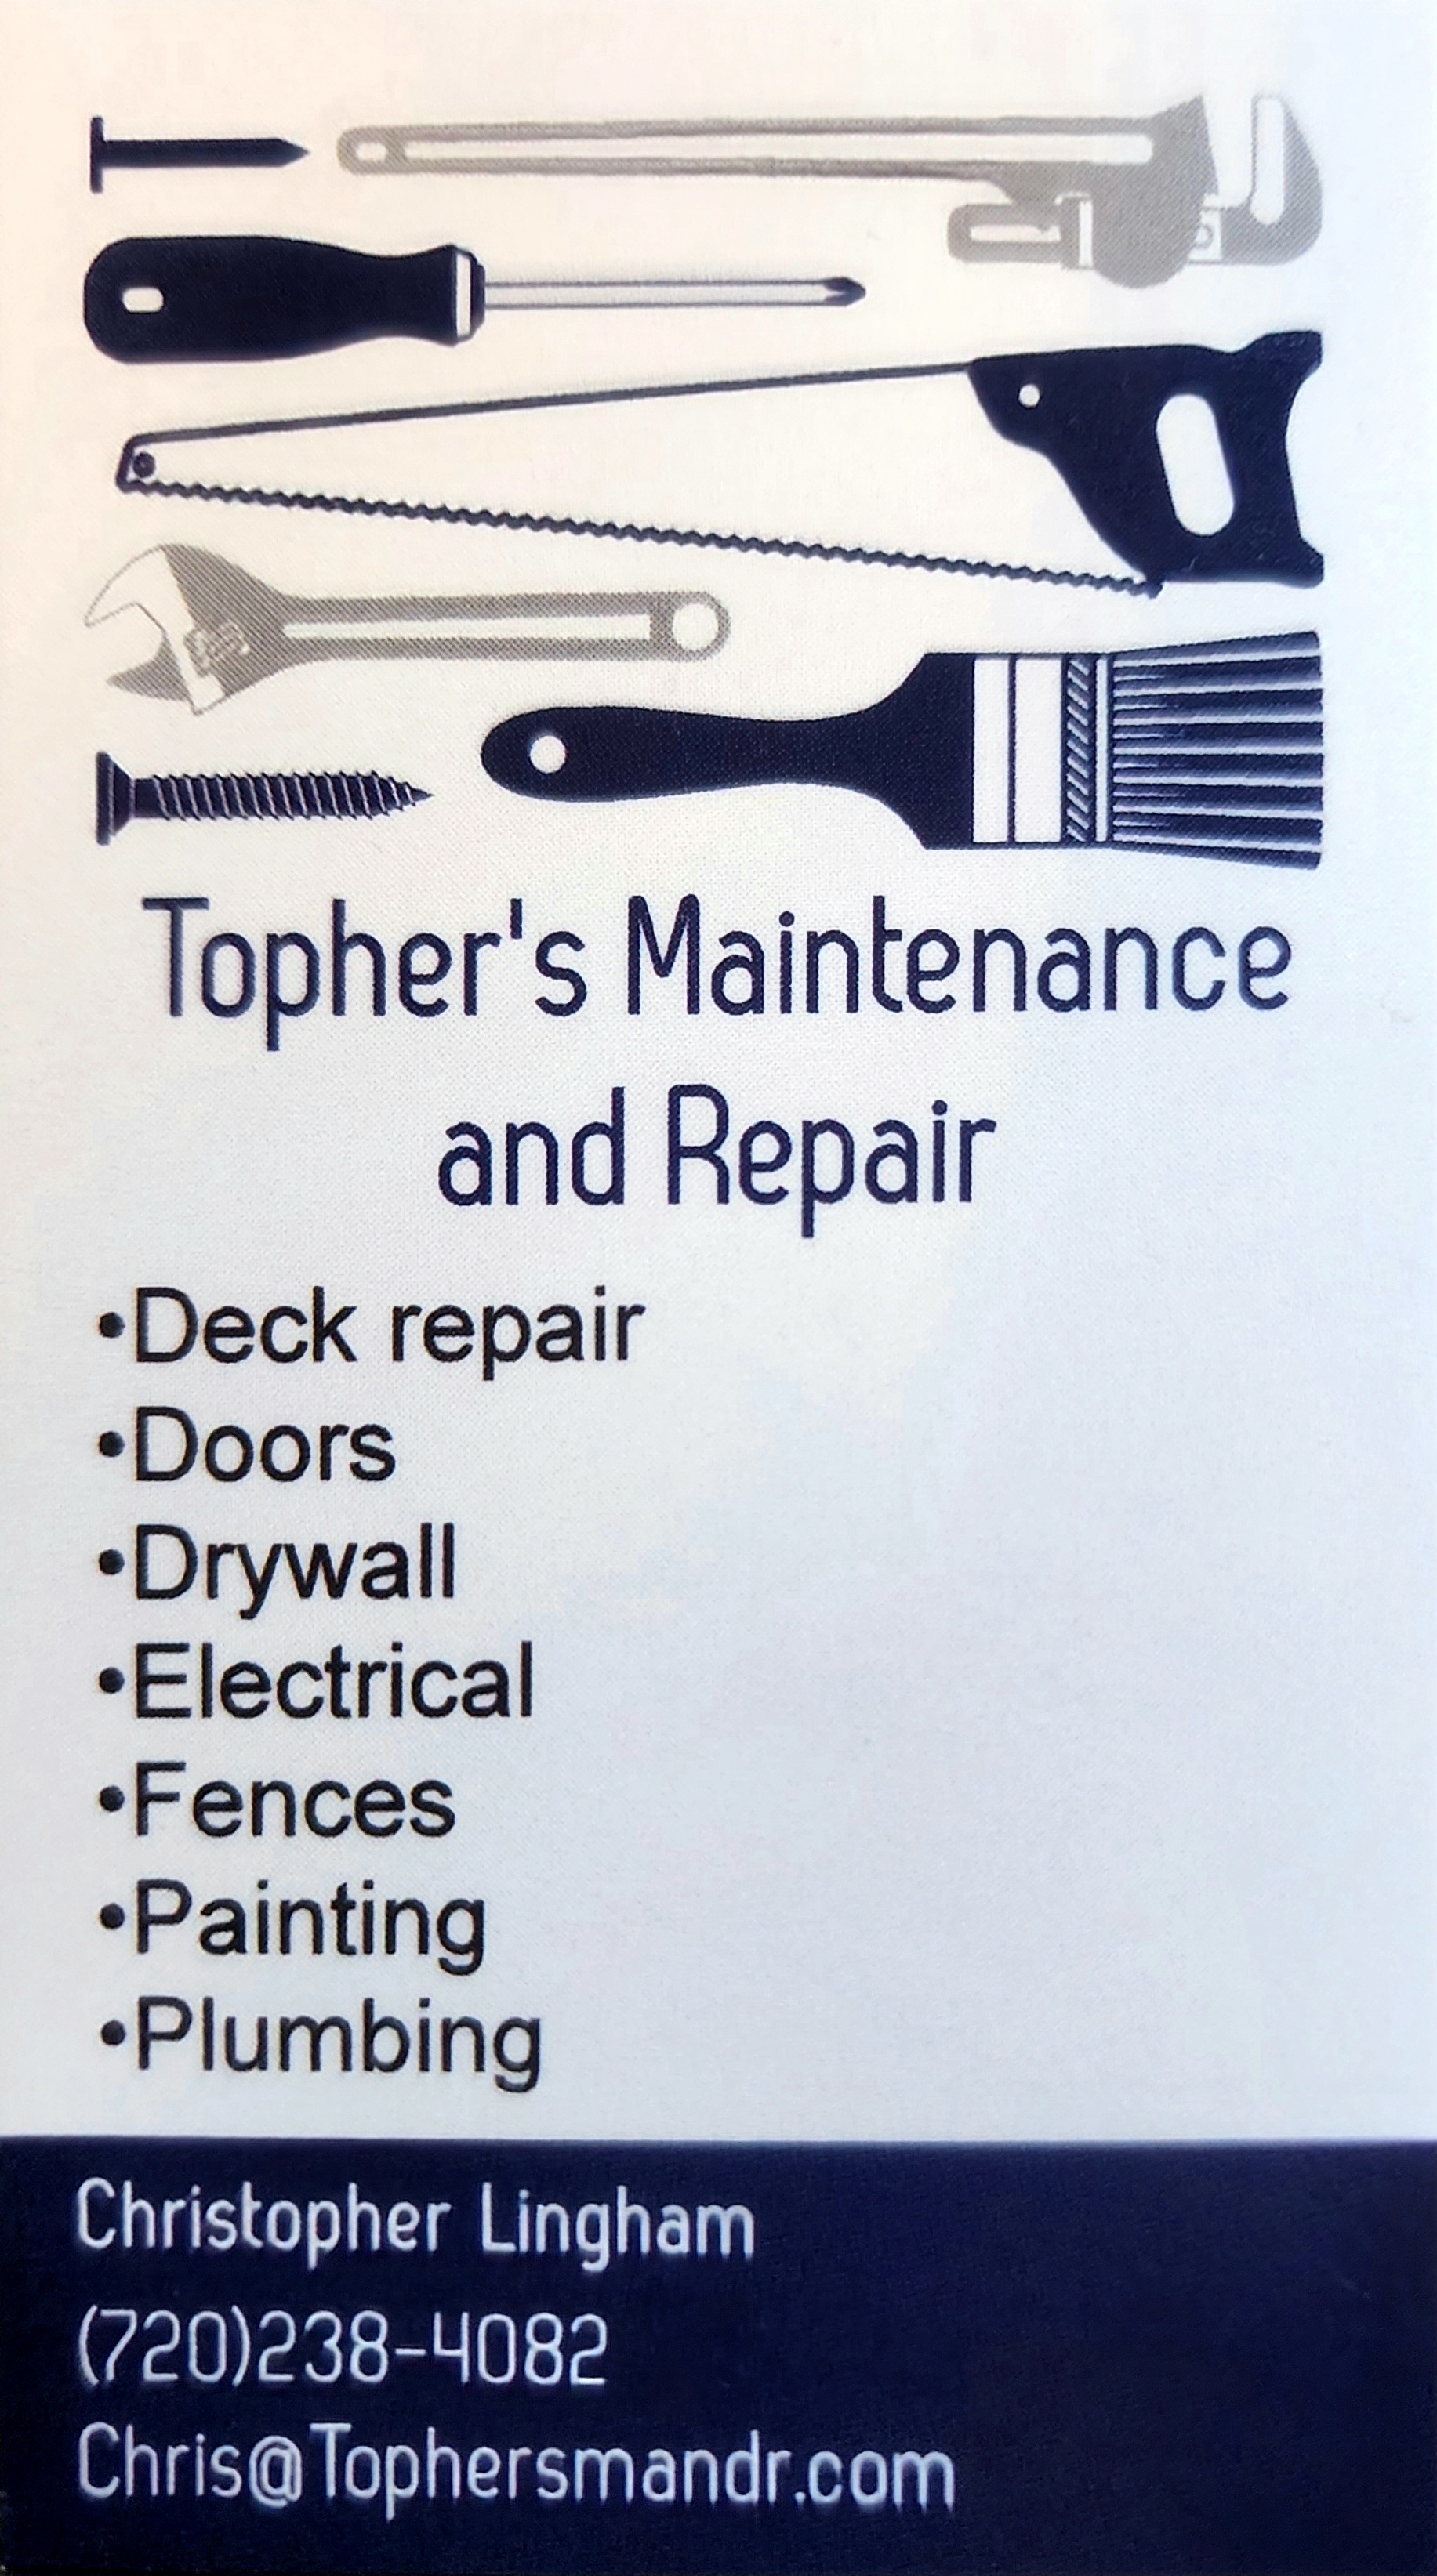 Topher's Maintenance
and Repair
•Deck repair
•Doors
•Drywall
•Electrical
•Fences
•Painting
•Plumbing
Christopher Lingham
(720)238-4082
Chris@Tophersmandr.com